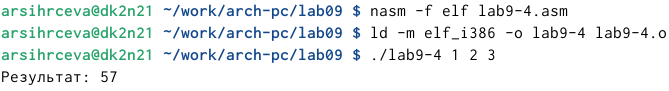 arsihrceva@dk2n21 ~/work/arch-pc/lab09 $ nasm -f elf lab9-4.asm
arsihrceva@dk2n21 ~/work/arch-pc/lab09 $ ld -m elf_i386 -o lab9-4 lab9-4.o
arsihrceva@dk2n21 ~/work/arch-pc/lab09 $ ./lab9-4 1 2 3
Результат: 57